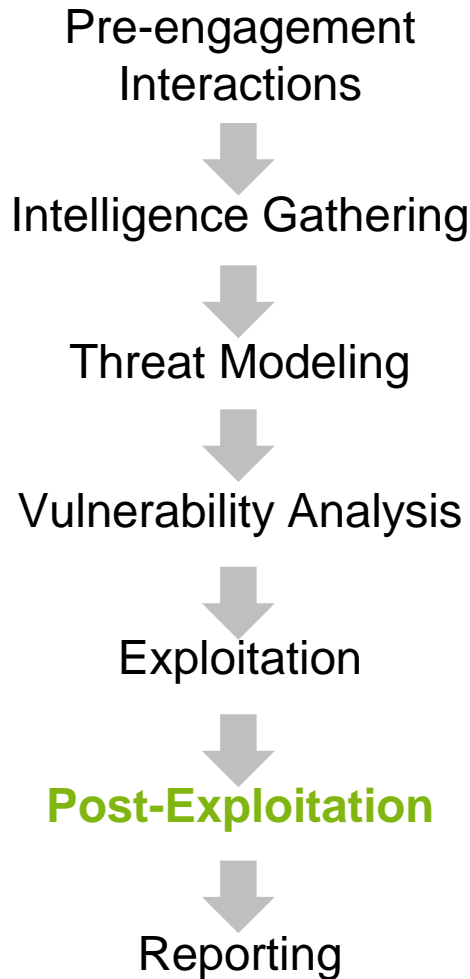 Pre-engagement
Interactions
Intelligence Gathering
Threat Modeling
Vulnerability Analysis
Exploitation
Post-Exploitation
Reporting